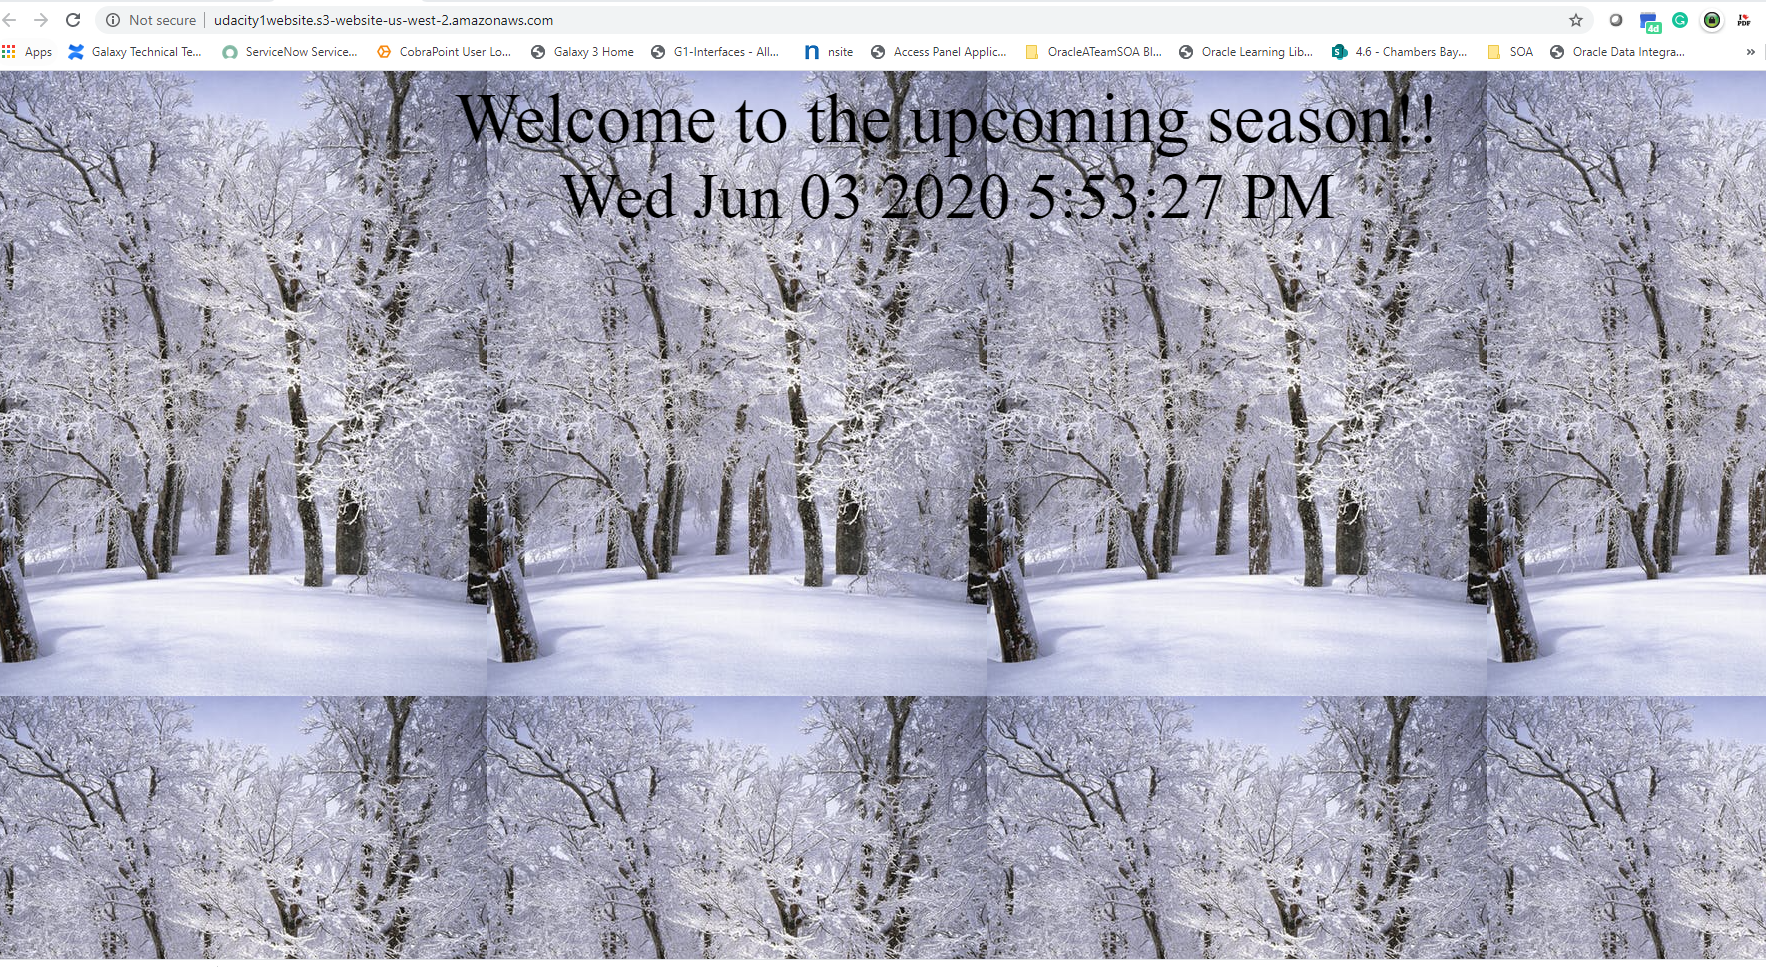 Not secure udacity1website.s3-website-us-west-2.amazonaws.com
4d
I PDF
Apps Galaxy Technical Te... ServiceNow Service... CobraPoint User Lo... Galaxy 3 Home G1-Interfaces - All... n nsite Access Panel Applic... OracleATeamSOA Bl... Oracle Learning Lib... S 4.6 - Chambers Bay... SOA Oracle Data Integra... »
Welcome to the upcoming season!!
Wed Jun 03 2020 5:53:27 PM